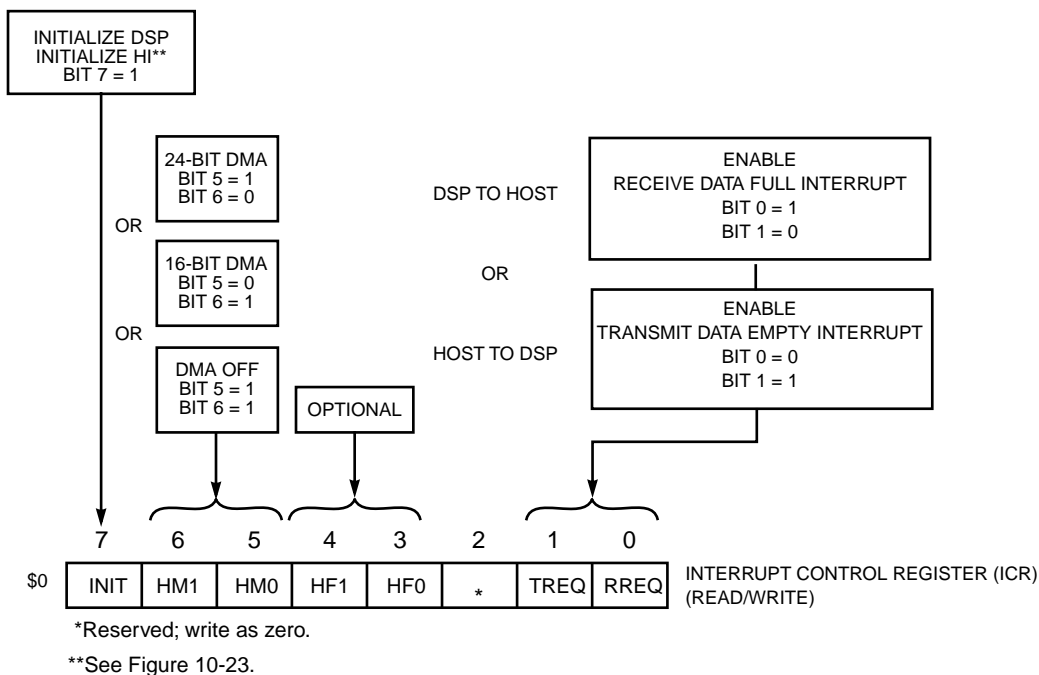 INITIALIZE DSP
INITIALIZE HI**
BIT 7 = 1
24-BIT DMA
BIT 5 = 1
BIT 6 = 0
OR
16-BIT DMA
BIT 5 = 0
BIT 6 = 1
OR
DMA OFF
BIT 5 = 1
BIT 6 = 1
OPTIONAL
DSP TO HOST
ENABLE
RECEIVE DATA FULL INTERRUPT
BIT 0 = 1
BIT 1 = 0
OR
HOST TO DSP
ENABLE
TRANSMIT DATA EMPTY INTERRUPT
BIT 0 = 0
BIT 1 = 1
7 6 5 4 3 2 1 0
$0 INIT HM1 HM0 HF1 HF0 * TREQ RREQ
INTERRUPT CONTROL REGISTER (ICR)
(READ/WRITE)
*Reserved; write as zero.
**See Figure 10-23.